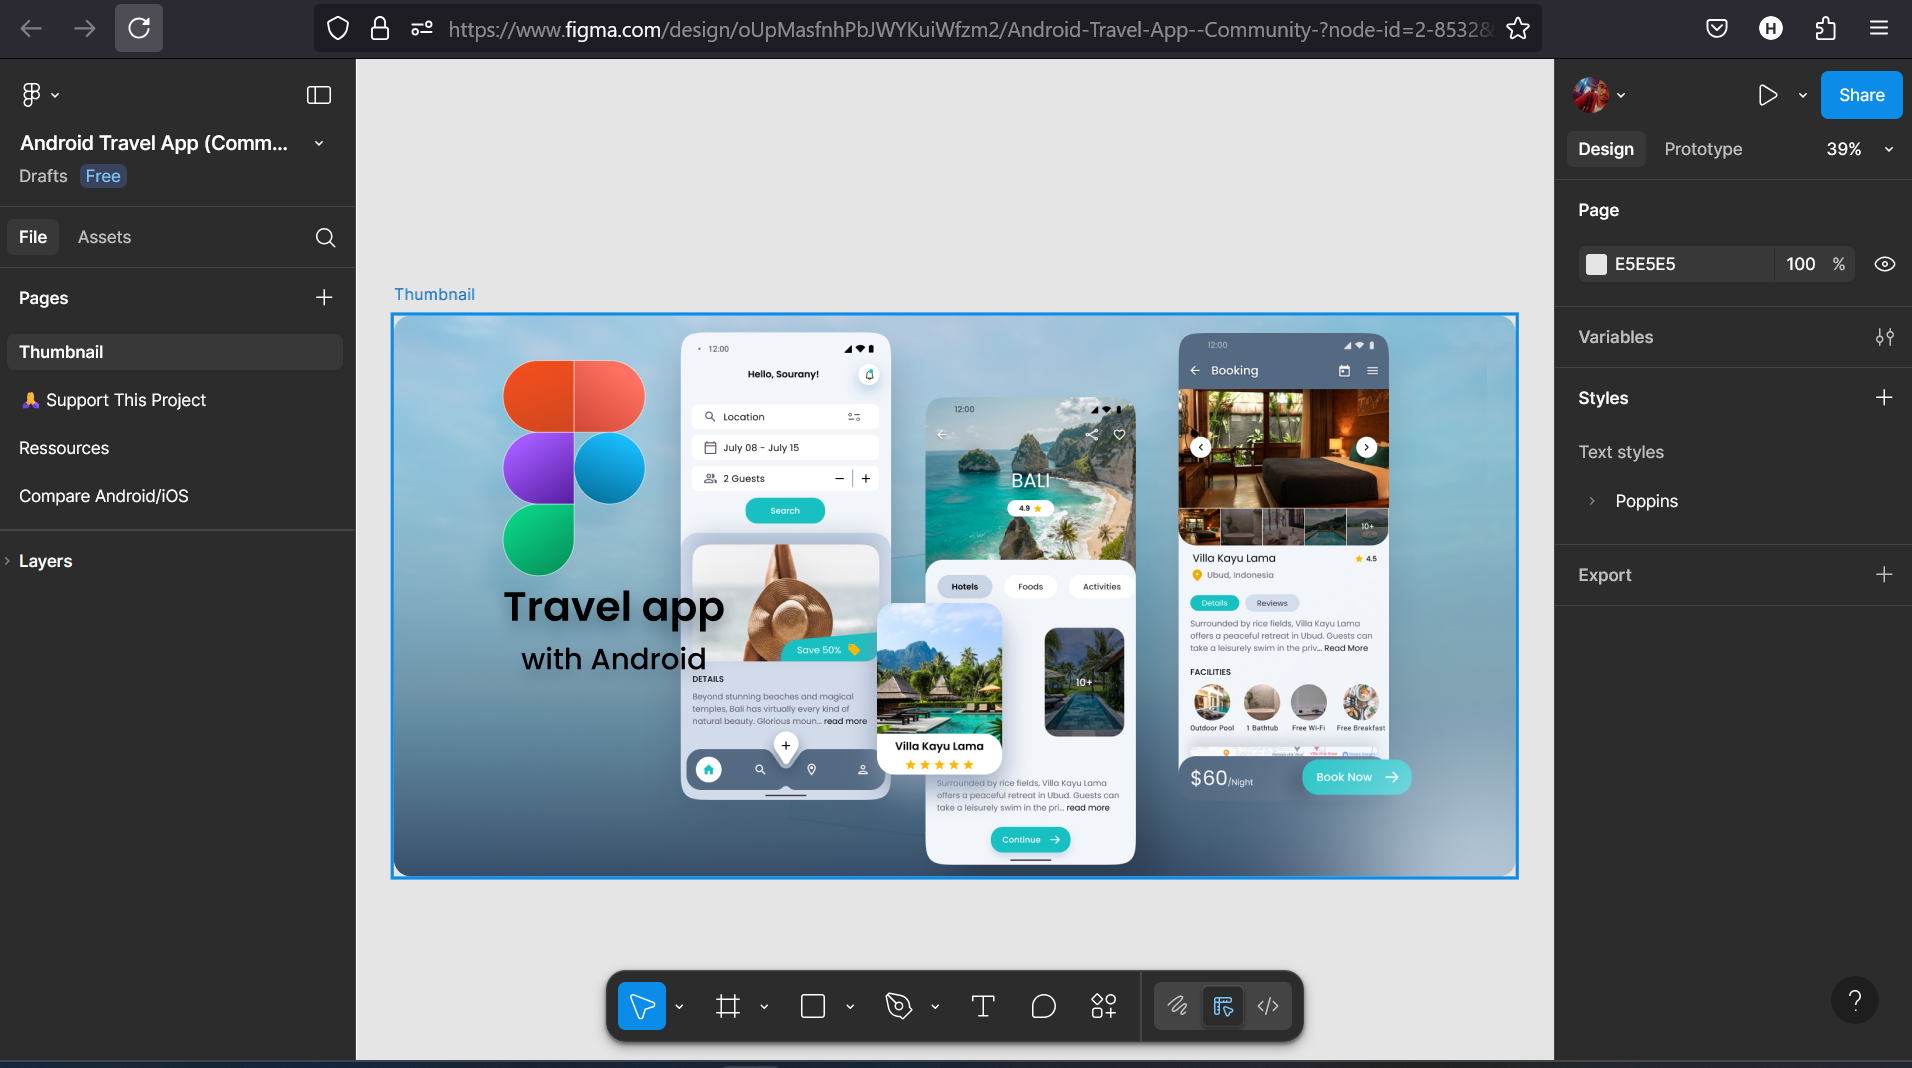 https://www.figma.com/design/oUpMasfnhPbJWYKuiWfzm2/Android-Travel-App--Community-?node-id=2-8532&
H
Android Travel App (Comm...
Drafts
Free
File
Assets
Pages
Thumbnail
Support This Project
Ressources
Compare Android/iOS
Layers
Thumbnail
Travel app
with Android
12:00
Hello, Sourany!
Location
July 08 - July 15
2 Guests
Search
Save 50%
DETAILS
Beyond stunning beaches and magical
temples, Bali has virtually every kind of
natural beauty. Glorious moun... read more
12:00
BALI
4.9
Hotels
Foods
Activities
Villa Kayu Lama
10+
Surrounded by rice fields, Villa Kayu Lama
offers a peaceful retreat in Ubud. Guests can
take a leisurely swim in the pri... read more
Continue
12:00
Booking
10+
Villa Kayu Lama
4.5
Ubud, Indonesia
Details
Reviews
Surrounded by rice fields, Villa Kayu Lama
offers a peaceful retreat in Ubud. Guests can
take a leisurely swim in the priv... Read More
FACILITIES
Outdoor Pool
1 Bathtub
Free Wi-Fi
Free Breakfast
$60/Night
Book Now
Share
Design
Prototype
39%
Page
E5E5E5
100
%
Variables
Styles
Text styles
Poppins
Export
?